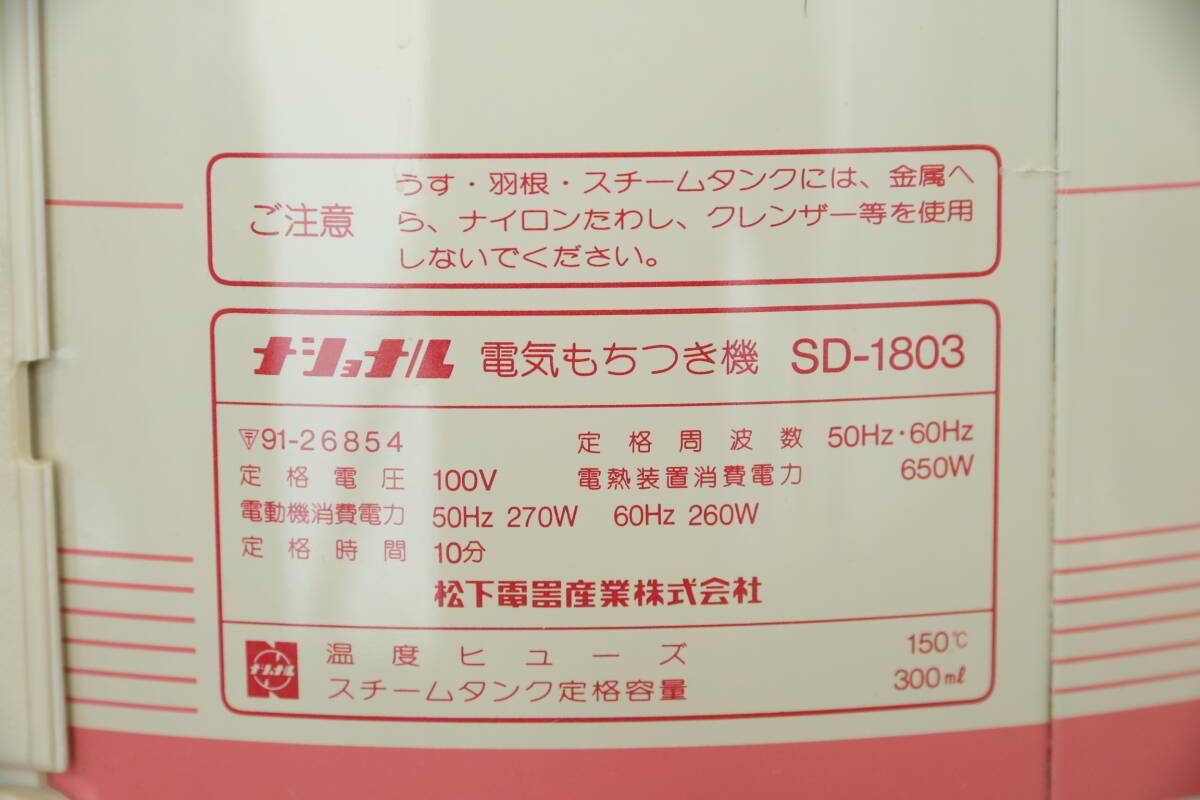 ご注意
うす・羽根・スチームタンクには、金属へ
ら、ナイロンたわし、クレンザー等を使用
しないでください。
ナショナル 電気もちつき機 SD-1803
〒91-26854 定格周波数 50Hz・60Hz
定格電圧 100V 電熱装置消費電力 650W
電動機消費電力 50Hz 270W 60Hz 260W
定格時間 10分
松下電器産業株式会社
ナショナル
温度ヒューズ 150℃
スチームタンク定格容量 300mℓ